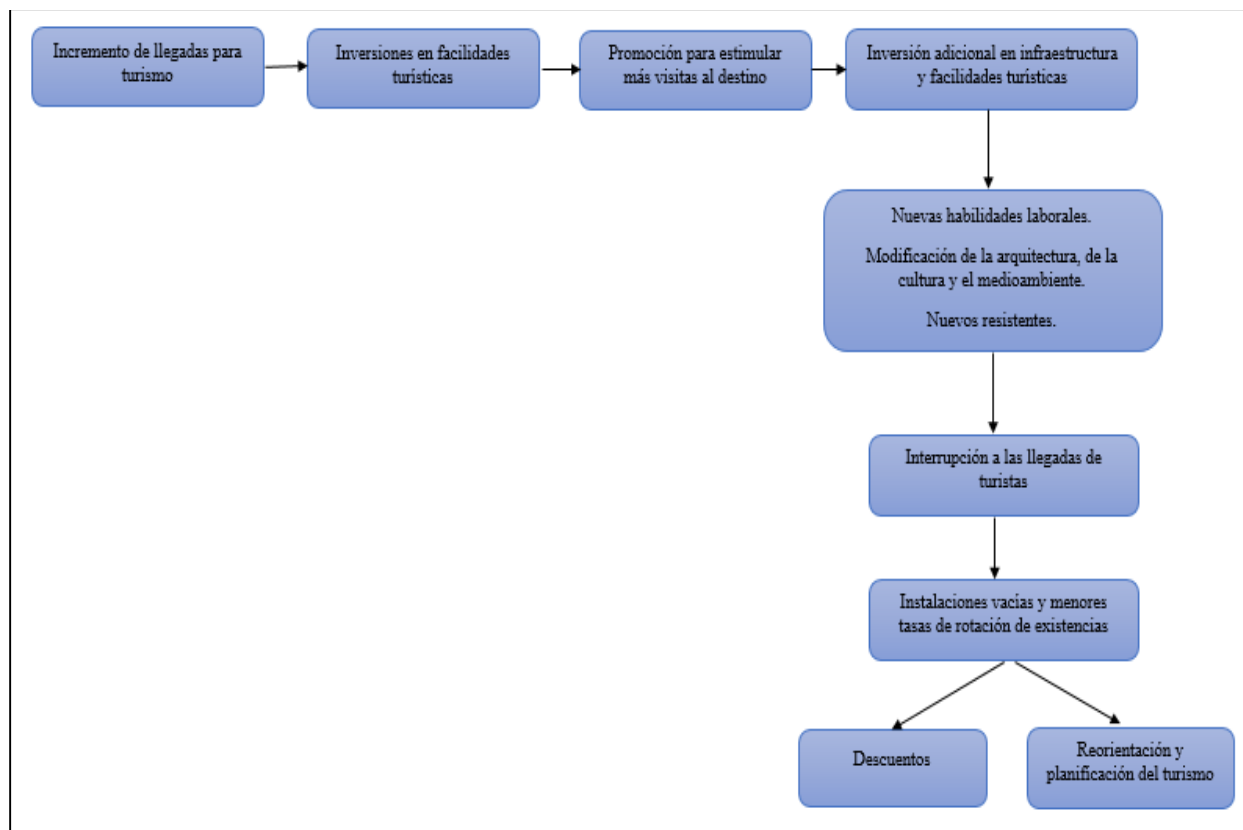 Incremento de llegadas para
turismo
Inversiones en facilidades
turísticas
Promoción para estimular
más visitas al destino
Inversión adicional en infraestructura
y facilidades turísticas
Nuevas habilidades laborales.
Modificación de la arquitectura, de la
cultura y el medioambiente.
Nuevos resistentes.
Interrupción a las llegadas de
turistas
Instalaciones vacías y menores
tasas de rotación de existencias
Descuentos
Reorientación y
planificación del turismo